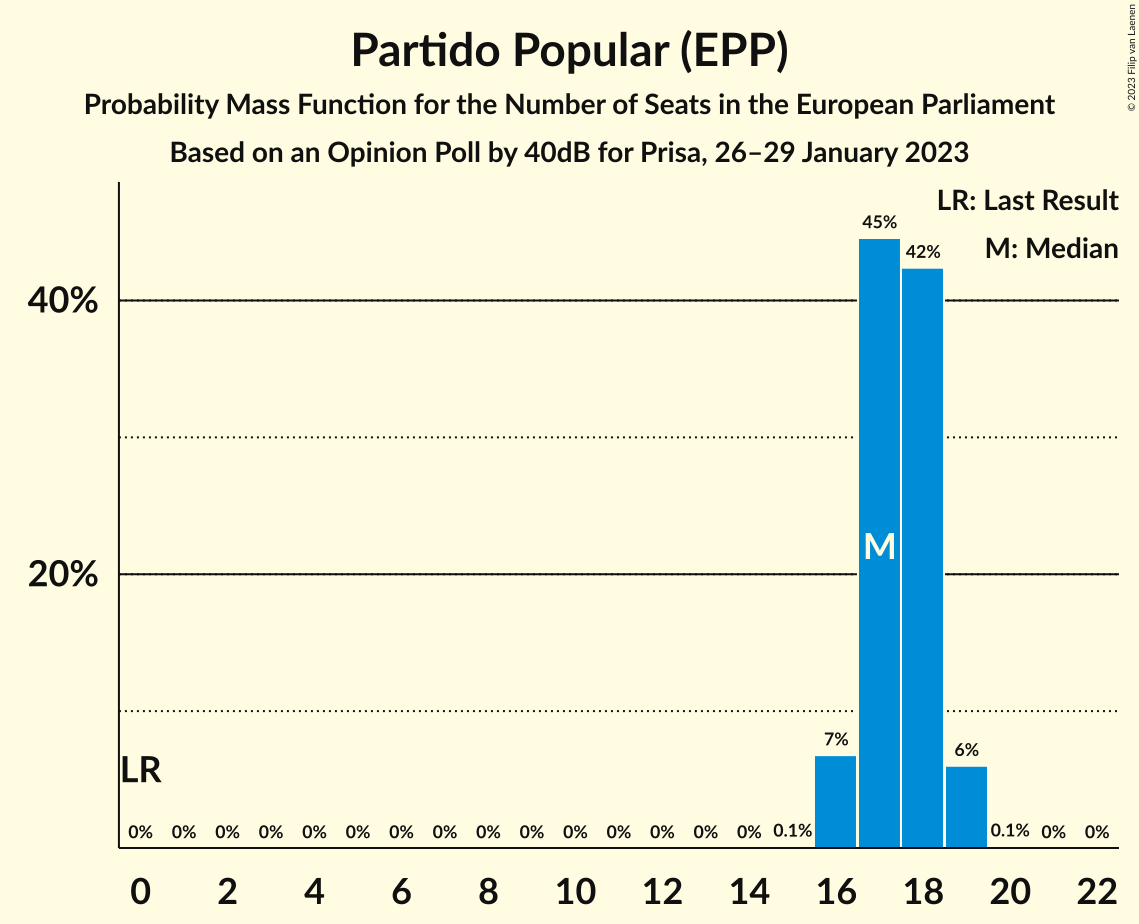 Partido Popular (EPP)
Probability Mass Function for the Number of Seats in the European Parliament
Based on an Opinion Poll by 40dB for Prisa, 26–29 January 2023
© 2023 Filip van Laenen
LR: Last Result
M: Median
45%
42%
40%
M
20%
7%
6%
LR
0% 0% 0% 0% 0% 0% 0% 0% 0% 0% 0% 0% 0% 0% 0% 0.1% 0.1% 0% 0%
0 2 4 6 8 10 12 14 16 18 20 22